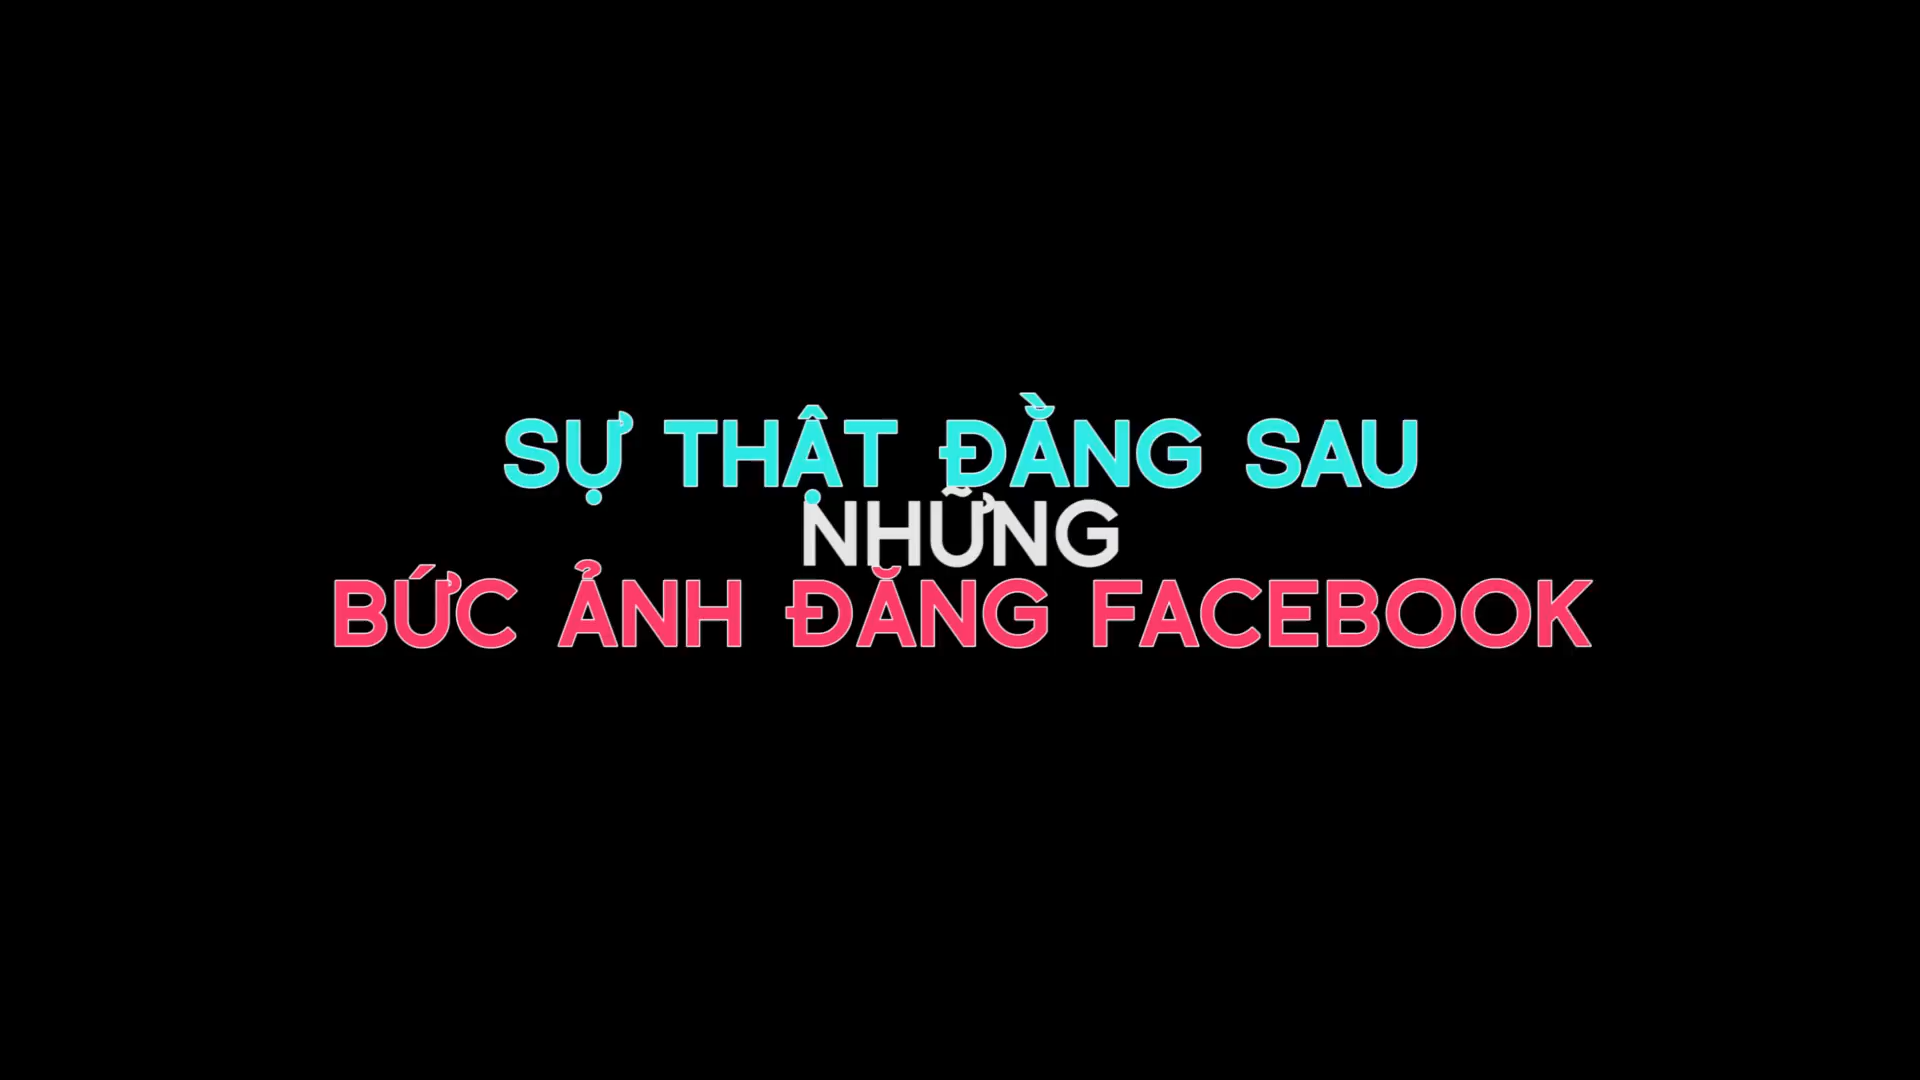 SỰ THẬT ĐẰNG SAU
NHỮNG
BỨC ẢNH ĐĂNG FACEBOOK